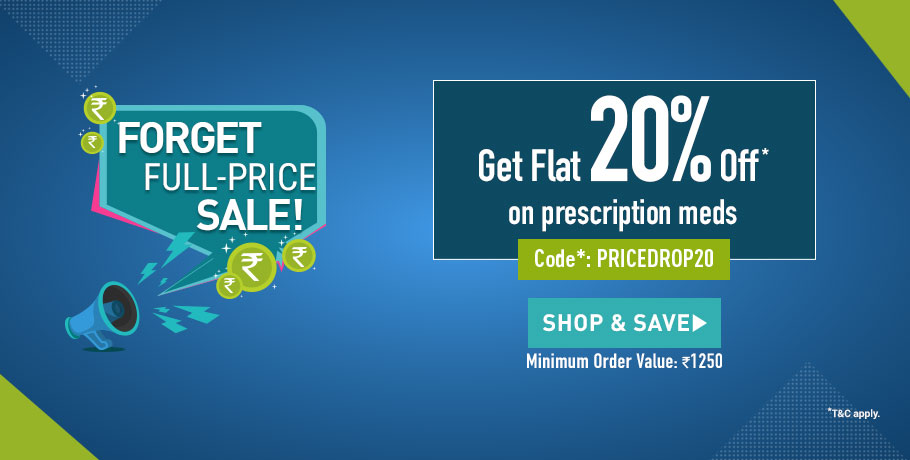 FORGET
FULL-PRICE
SALE!
Get Flat 20% Off*
on prescription meds
Code*: PRICEDROP20
SHOP & SAVE▶
Minimum Order Value: ₹1250
*T&C apply.